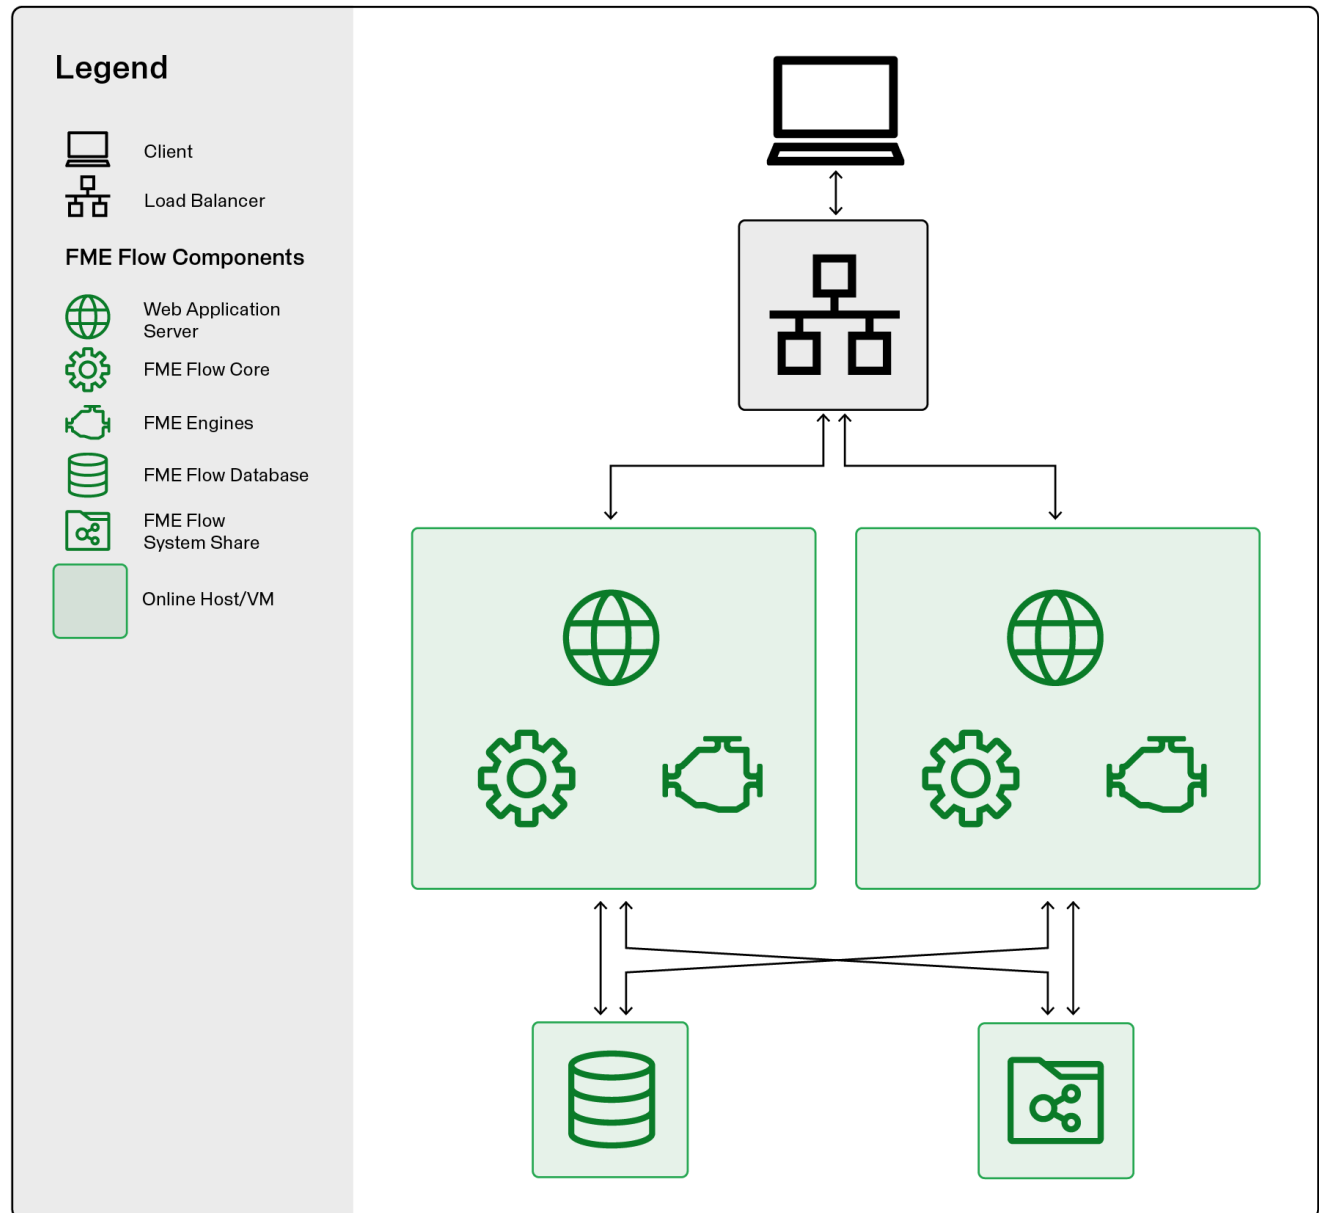 Legend
Client
Load Balancer
FME Flow Components
Web Application
Server
FME Flow Core
FME Engines
FME Flow Database
FME Flow
System Share
Online Host/VM